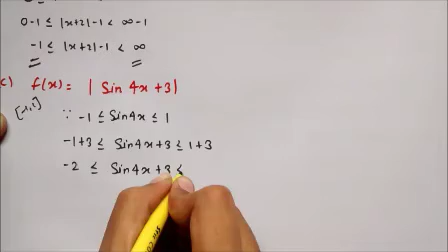 0-1 ≤ |x+2|-1 < ∞-1
-1 ≤ |x+2|-1 < ∞
c) f(x) = | Sin 4x + 3 |
[-1,1]
∵ -1 ≤ Sin4x ≤ 1
-1+3 ≤ Sin4x+3 ≤ 1+3
-2 ≤ Sin4x+3 ≤